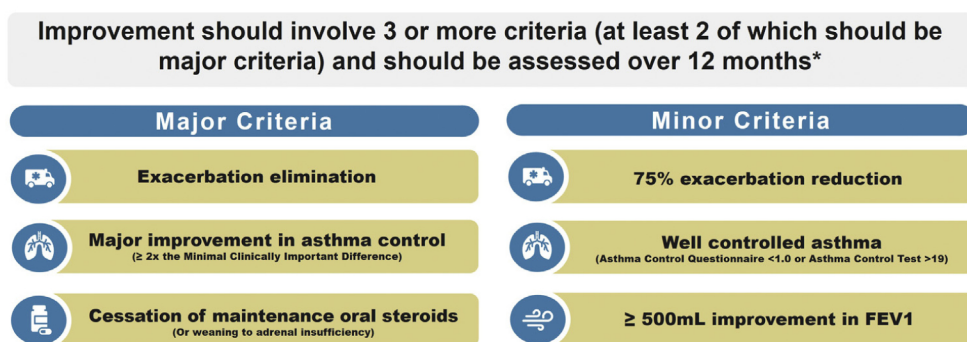 Improvement should involve 3 or more criteria (at least 2 of which should be
major criteria) and should be assessed over 12 months*
Major Criteria
Exacerbation elimination
Major improvement in asthma control
(≥ 2x the Minimal Clinically Important Difference)
Cessation of maintenance oral steroids
(Or weaning to adrenal insufficiency)
Minor Criteria
75% exacerbation reduction
Well controlled asthma
(Asthma Control Questionnaire <1.0 or Asthma Control Test >19)
≥ 500mL improvement in FEV1